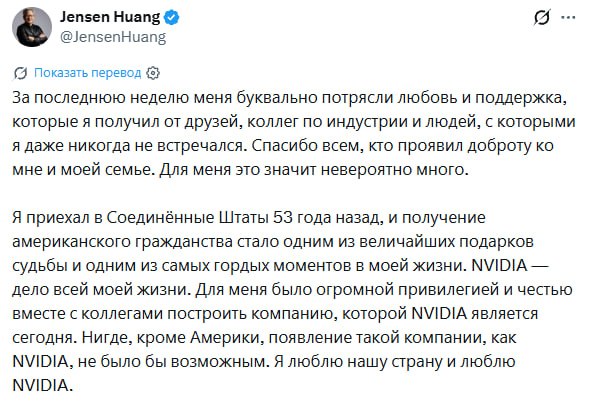 Jensen Huang
@JensenHuang
Показать перевод
За последнюю неделю меня буквально потрясли любовь и поддержка,
которые я получил от друзей, коллег по индустрии и людей, с которыми
я даже никогда не встречался. Спасибо всем, кто проявил доброту ко
мне и моей семье. Для меня это значит невероятно много.
Я приехал в Соединённые Штаты 53 года назад, и получение
американского гражданства стало одним из величайших подарков
судьбы и одним из самых гордых моментов в моей жизни. NVIDIA —
дело всей моей жизни. Для меня было огромной привилегией и честью
вместе с коллегами построить компанию, которой NVIDIA является
сегодня. Нигде, кроме Америки, появление такой компании, как
NVIDIA, не было бы возможным. Я люблю нашу страну и люблю
NVIDIA.